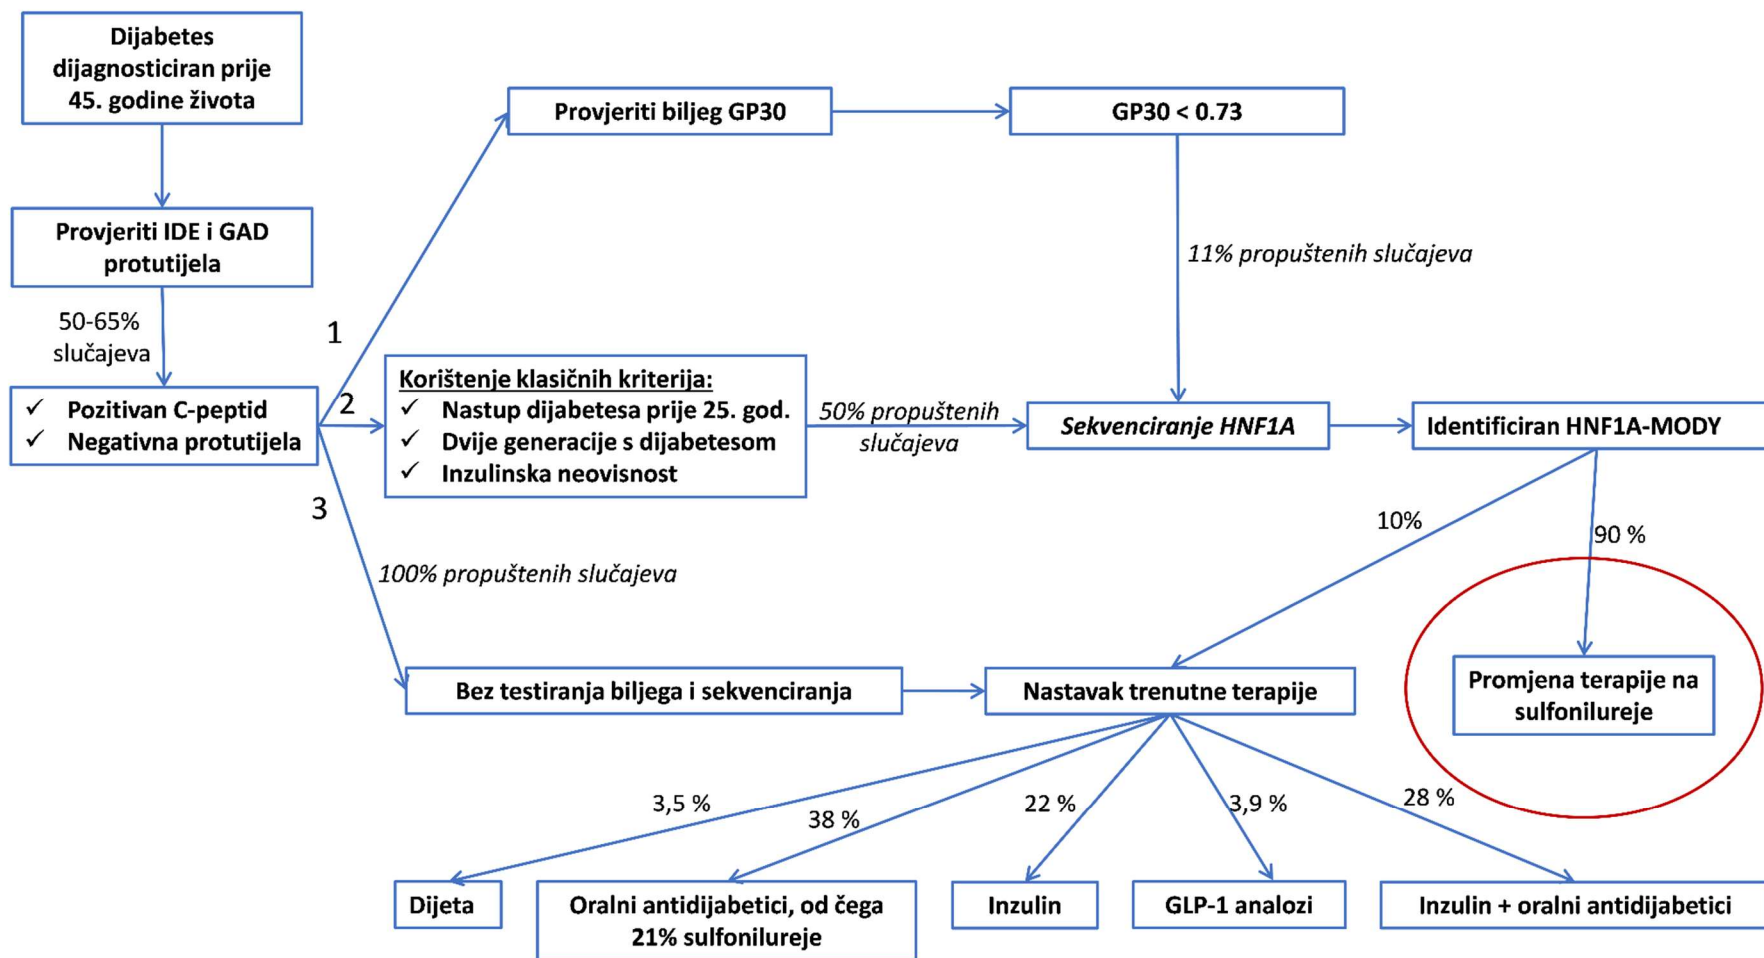 Dijabetes
dijagnosticiran prije
45. godine života
Provjeriti IDE i GAD
protutijela
50-65%
slučajeva
✓ Pozitivan C-peptid
✓ Negativna protutijela
1
Provjeriti biljeg GP30
GP30 < 0.73
11% propuštenih slučajeva
2
Korištenje klasičnih kriterija:
✓ Nastup dijabetesa prije 25. god.
✓ Dvije generacije s dijabetesom
✓ Inzulinska neovisnost
50% propuštenih
slučajeva
Sekvenciranje HNF1A
Identificiran HNF1A-MODY
10%
90 %
Promjena terapije na
sulfonilureje
3
100% propuštenih slučajeva
Bez testiranja biljega i sekvenciranja
Nastavak trenutne terapije
3,5 %
38 %
22 %
3,9 %
28 %
Dijeta
Oralni antidijabetici, od čega
21% sulfonilureje
Inzulin
GLP-1 analozi
Inzulin + oralni antidijabetici